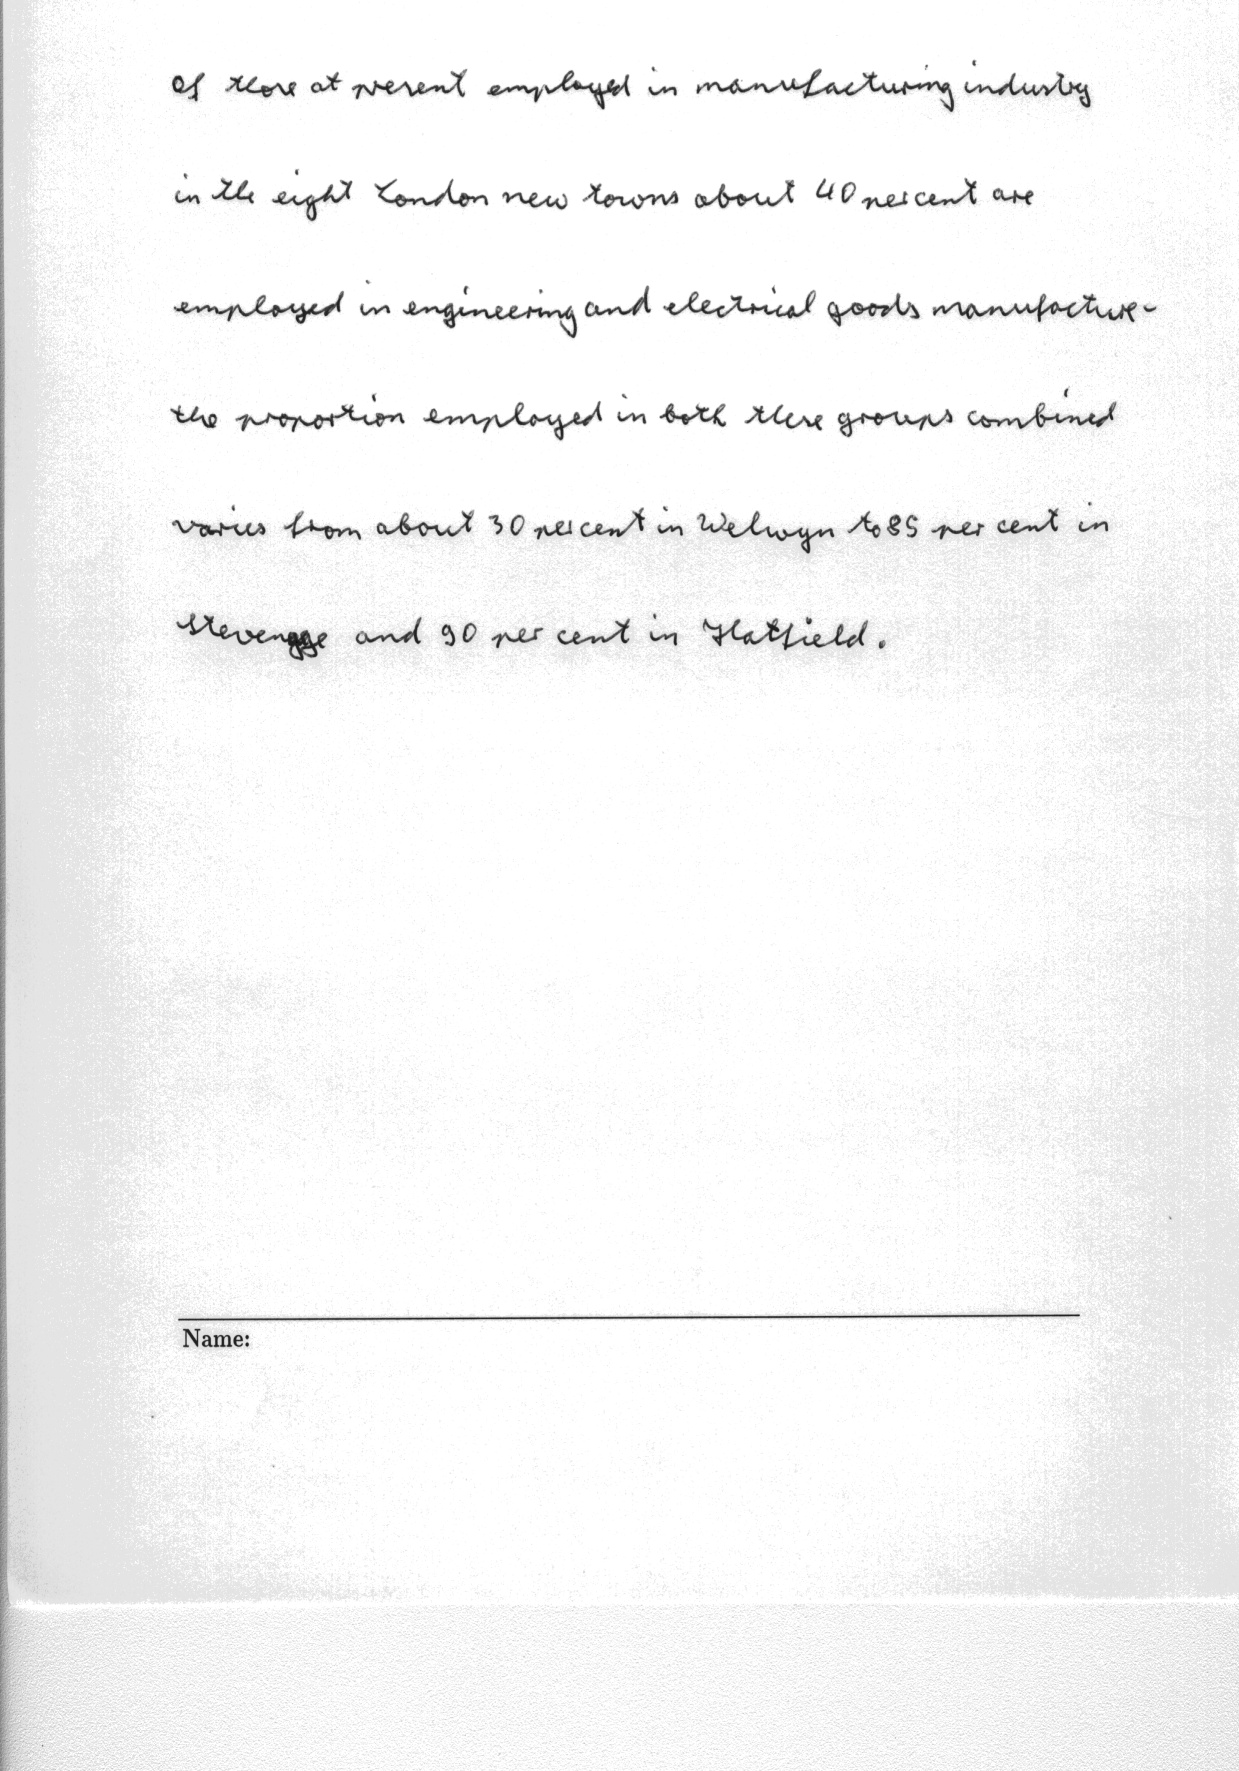 Of those at present employed in manufacturing industry
in the eight London new towns about 40 per cent are
employed in engineering and electrical goods manufacture -
the proportion employed in both these groups combined
varies from about 30 per cent in Welwyn to 85 per cent in
Stevenage and 90 per cent in Hatfield.
Name: